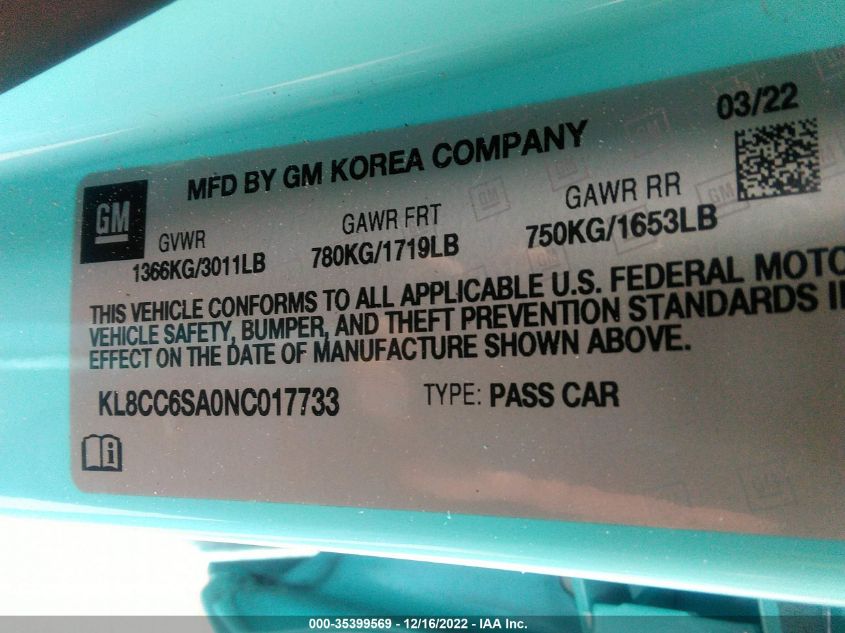 03/22
MFD BY GM KOREA COMPANY
GM
GVWR GAWR FRT GAWR RR
1366KG/3011LB 780KG/1719LB 750KG/1653LB
THIS VEHICLE CONFORMS TO ALL APPLICABLE U.S. FEDERAL MOTO
VEHICLE SAFETY, BUMPER, AND THEFT PREVENTION STANDARDS I
EFFECT ON THE DATE OF MANUFACTURE SHOWN ABOVE.
KL8CC6SA0NC017733 TYPE: PASS CAR
000-35399569 - 12/16/2022 - IAA Inc.